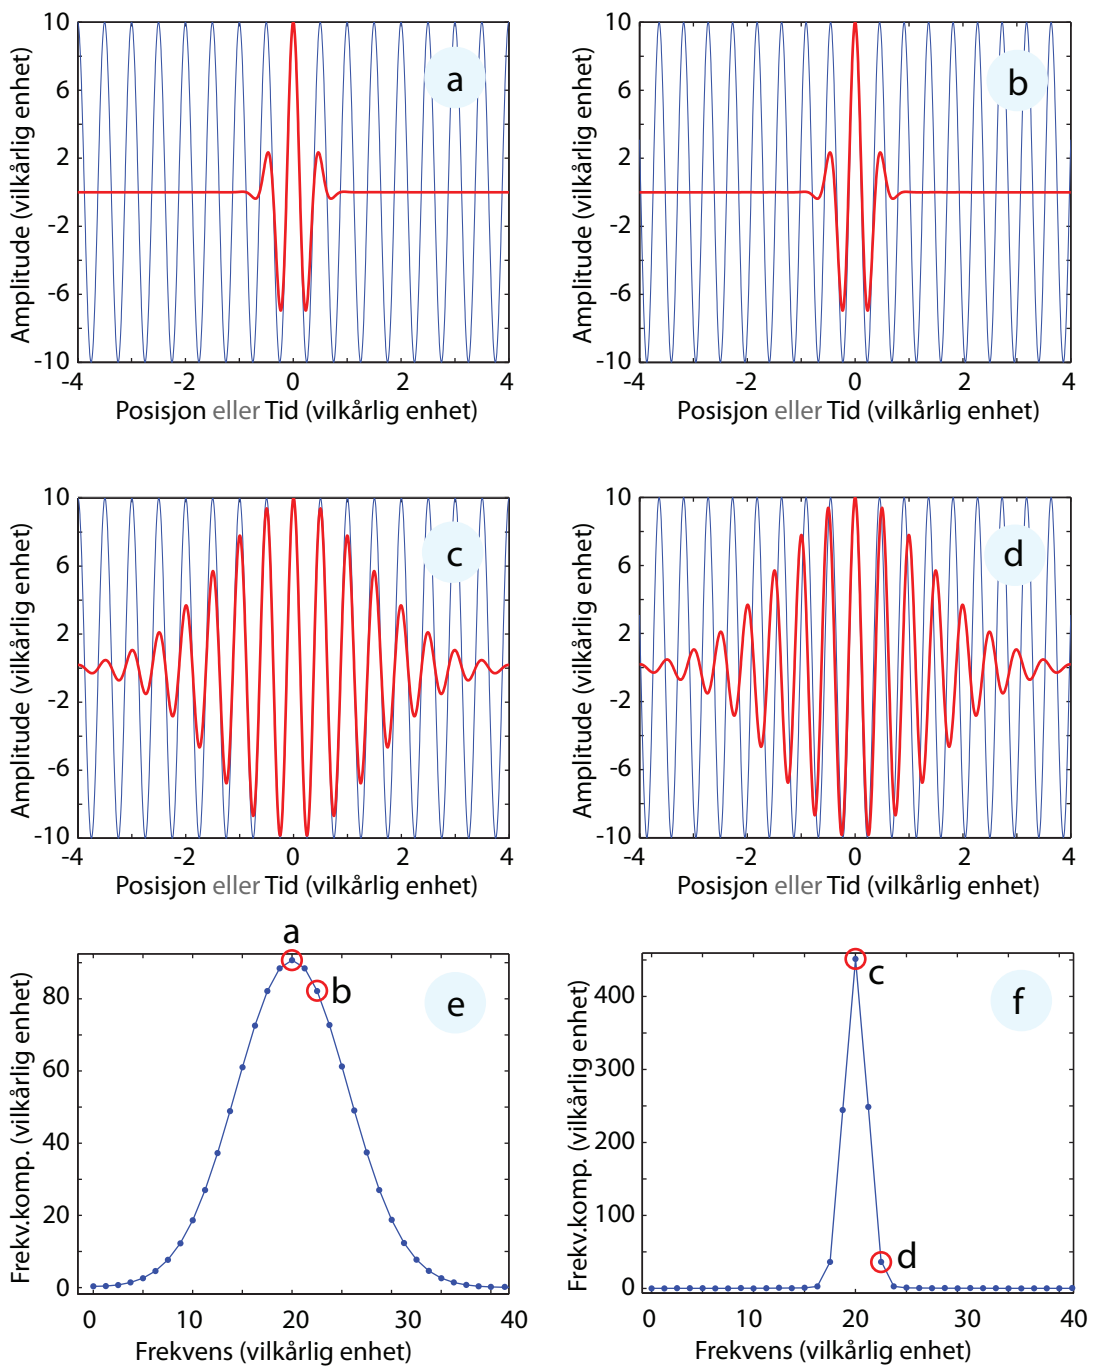 10
6
2
-2
-6
-10
Amplitude (vilkårlig enhet)
a
-4
-2
0
2
4
Posisjon eller Tid (vilkårlig enhet)
10
6
2
-2
-6
-10
Amplitude (vilkårlig enhet)
b
-4
-2
0
2
4
Posisjon eller Tid (vilkårlig enhet)
10
6
2
-2
-6
-10
Amplitude (vilkårlig enhet)
c
-4
-2
0
2
4
Posisjon eller Tid (vilkårlig enhet)
10
6
2
-2
-6
-10
Amplitude (vilkårlig enhet)
d
-4
-2
0
2
4
Posisjon eller Tid (vilkårlig enhet)
a
b
e
80
60
40
20
0
Frekv.komp. (vilkårlig enhet)
0
10
20
30
40
Frekvens (vilkårlig enhet)
c
d
f
400
300
200
100
0
Frekv.komp. (vilkårlig enhet)
0
10
20
30
40
Frekvens (vilkårlig enhet)